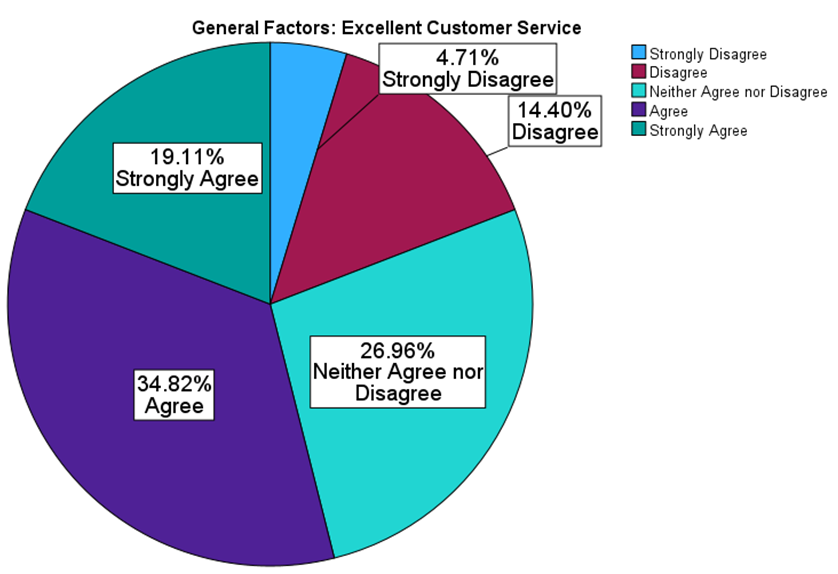 General Factors: Excellent Customer Service
4.71%
Strongly Disagree
14.40%
Disagree
19.11%
Strongly Agree
26.96%
Neither Agree nor
Disagree
34.82%
Agree
Strongly Disagree
Disagree
Neither Agree nor Disagree
Agree
Strongly Agree